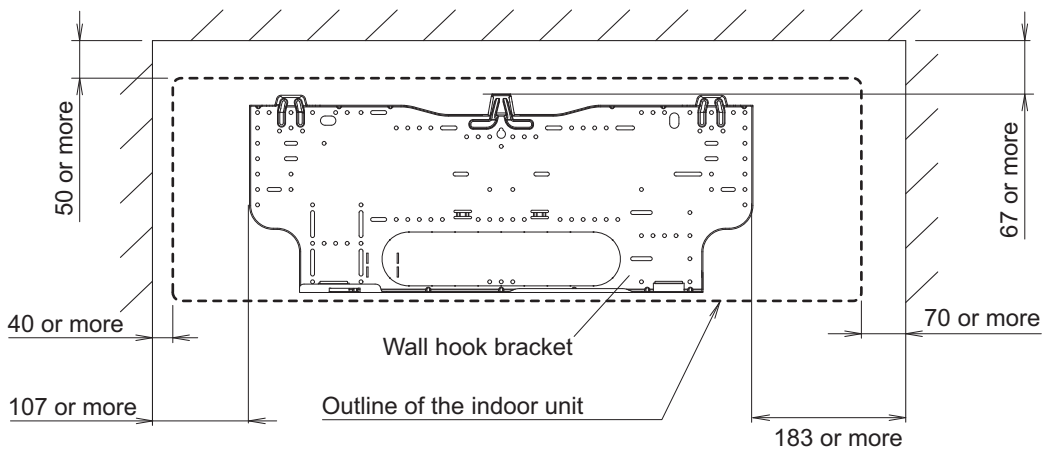 50 or more
67 or more
40 or more
70 or more
Wall hook bracket
107 or more
Outline of the indoor unit
183 or more